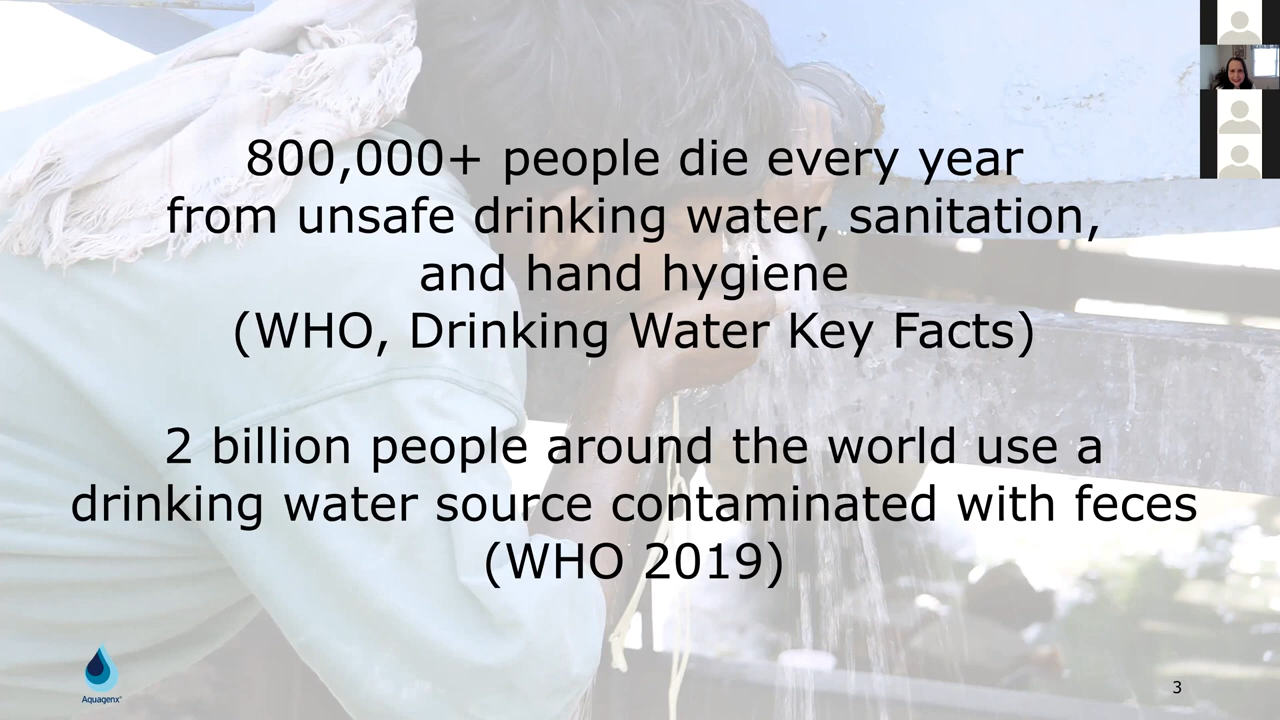 800,000+ people die every year
from unsafe drinking water, sanitation,
and hand hygiene
(WHO, Drinking Water Key Facts)
2 billion people around the world use a
drinking water source contaminated with feces
(WHO 2019)
Aquagenx®
3